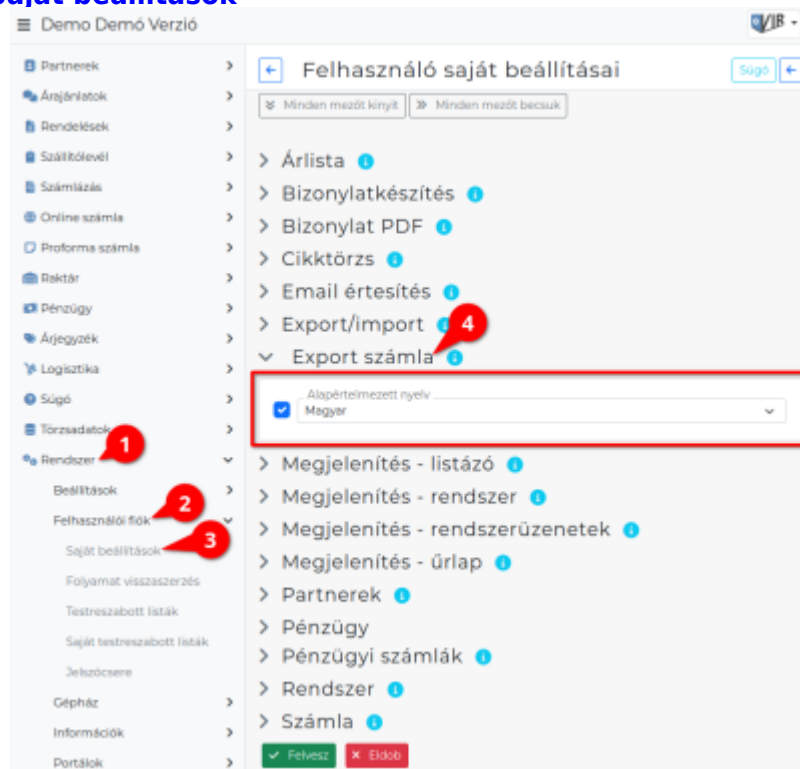 Saját beállítások
Demo Demó Verzió
VIR
Partnerek
Árajánlatok
Rendelések
Szállítólevél
Számlázás
Online számla
Proforma számla
Raktár
Pénzügy
Árjegyzék
Logisztika
Súgó
Törzsadatok
1
Rendszer
Beállítások
2
Felhasználói fiók
3
Saját beállítások
Folyamat visszaszerzés
Testreszabott listák
Saját testreszabott listák
Jelszócsere
Gépház
Információk
Portálok
Felhasználó saját beállításai
Súgó
Minden mezőt kinyit
Minden mezőt becsuk
Árlista
Bizonylatkészítés
Bizonylat PDF
Cikktörzs
Email értesítés
Export/import
4
Export számla
Alapértelmezett nyelv
Magyar
Megjelenítés - listázó
Megjelenítés - rendszer
Megjelenítés - rendszerüzenetek
Megjelenítés - űrlap
Partnerek
Pénzügy
Pénzügyi számlák
Rendszer
Számla
Felvesz
Eldob